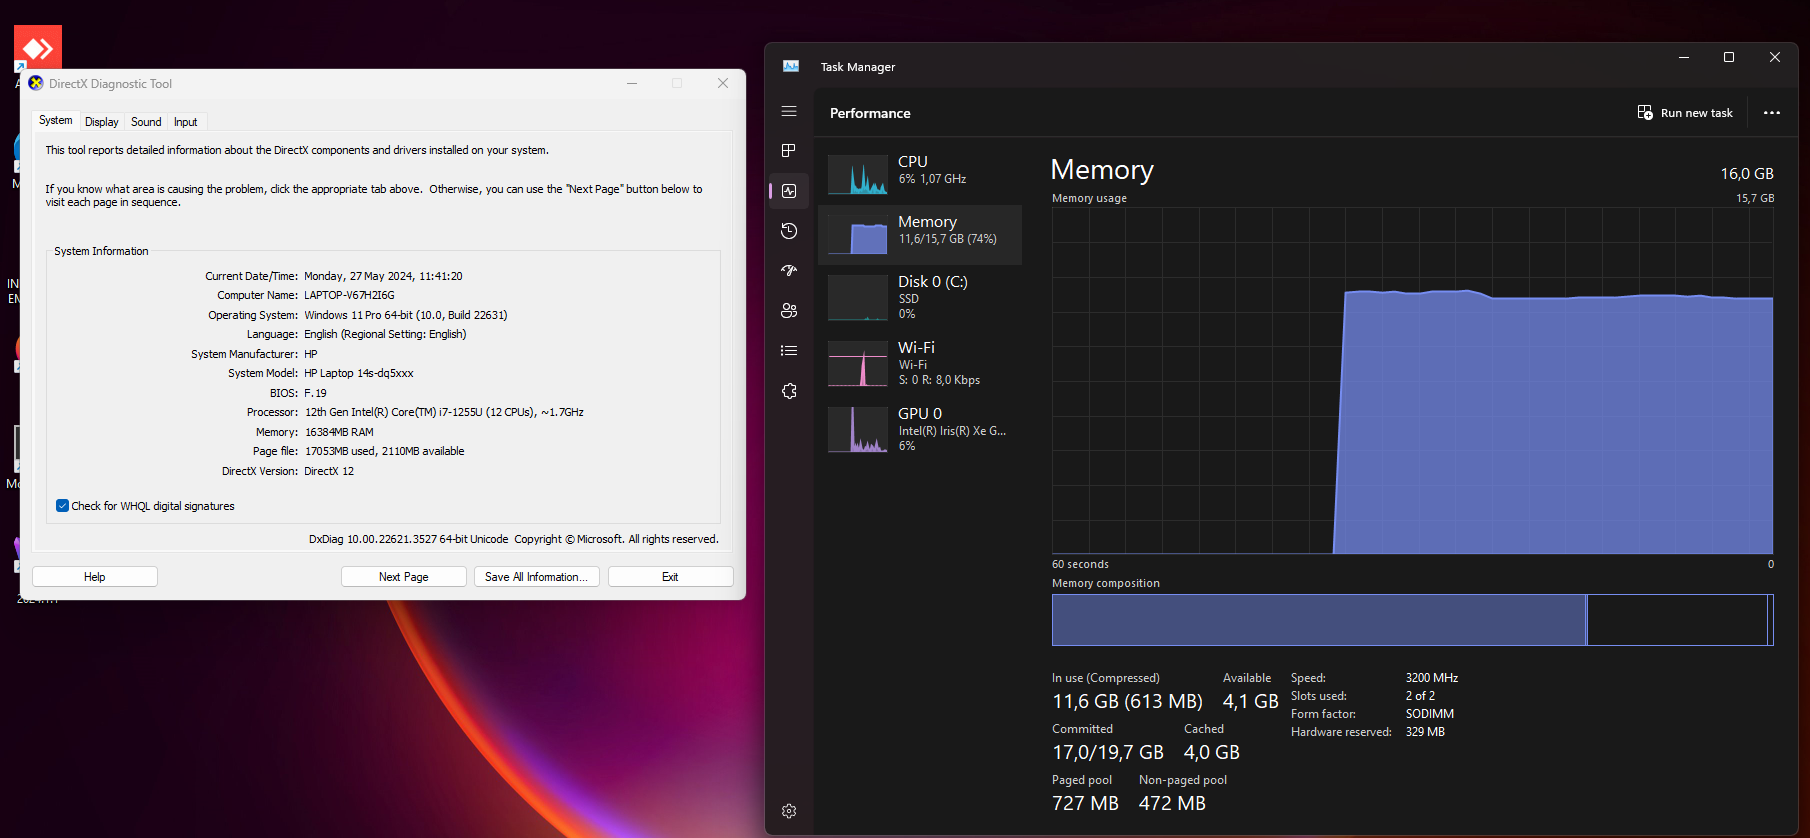 DirectX Diagnostic Tool
System Display Sound Input
This tool reports detailed information about the DirectX components and drivers installed on your system.
If you know what area is causing the problem, click the appropriate tab above.  Otherwise, you can use the "Next Page" button below to
visit each page in sequence.
System Information
Current Date/Time: Monday, 27 May 2024, 11:41:20
Computer Name: LAPTOP-V67H2I6G
Operating System: Windows 11 Pro 64-bit (10.0, Build 22631)
Language: English (Regional Setting: English)
System Manufacturer: HP
System Model: HP Laptop 14s-dq5xxx
BIOS: F.19
Processor: 12th Gen Intel(R) Core(TM) i7-1255U (12 CPUs), ~1.7GHz
Memory: 16384MB RAM
Page file: 17053MB used, 2110MB available
DirectX Version: DirectX 12
Check for WHQL digital signatures
DxDiag 10.00.22621.3527 64-bit Unicode  Copyright © Microsoft. All rights reserved.
Help Next Page Save All Information... Exit
Task Manager
Performance
Run new task
CPU
6% 1,07 GHz
Memory
11,6/15,7 GB (74%)
Disk 0 (C:)
SSD
0%
Wi-Fi
Wi-Fi
S: 0 R: 8,0 Kbps
GPU 0
Intel(R) Iris(R) Xe G...
6%
Memory 16,0 GB
Memory usage 15,7 GB
60 seconds 0
Memory composition
In use (Compressed) Available
11,6 GB (613 MB) 4,1 GB
Committed Cached
17,0/19,7 GB 4,0 GB
Paged pool Non-paged pool
727 MB 472 MB
Speed: 3200 MHz
Slots used: 2 of 2
Form factor: SODIMM
Hardware reserved: 329 MB